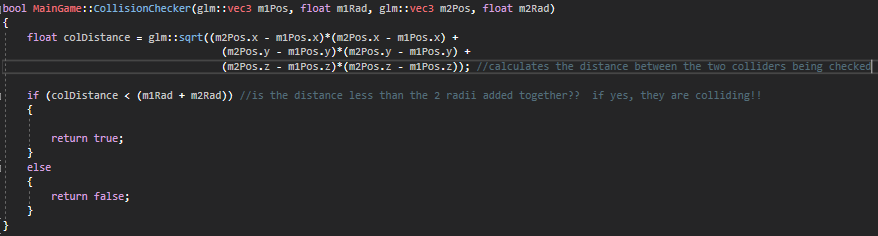 bool MainGame::CollisionChecker(glm::vec3 m1Pos, float m1Rad, glm::vec3 m2Pos, float m2Rad)
{
    float colDistance = glm::sqrt((m2Pos.x - m1Pos.x)*(m2Pos.x - m1Pos.x) +
                                  (m2Pos.y - m1Pos.y)*(m2Pos.y - m1Pos.y) +
                                  (m2Pos.z - m1Pos.z)*(m2Pos.z - m1Pos.z)); //calculates the distance between the two colliders being checked
    if (colDistance < (m1Rad + m2Rad)) //is the distance less than the 2 radii added together??  if yes, they are colliding!!
    {
        return true;
    }
    else
    {
        return false;
    }
}